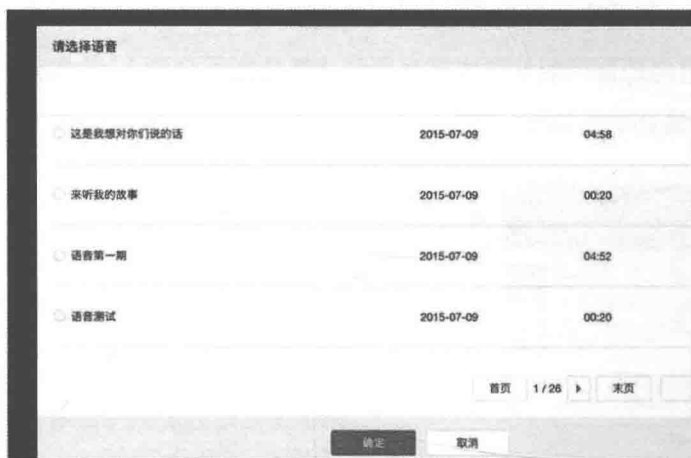 请选择语音
这是我想对你们说的话 2015-07-09 04:58
来听我的故事 2015-07-09 00:20
语音第一期 2015-07-09 04:52
语音测试 2015-07-09 00:20
首页 1 / 26 末页
确定 取消